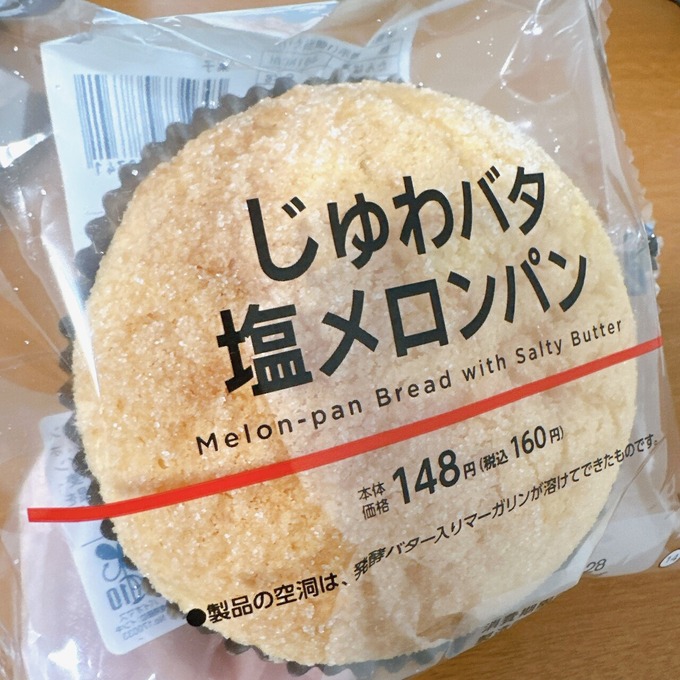 じゅわバタ
塩メロンパン
Melon-pan Bread with Salty Butter
本体価格 148円(税込160円)
●製品の空洞は、発酵バター入りマーガリンが溶けてできたものです。
28